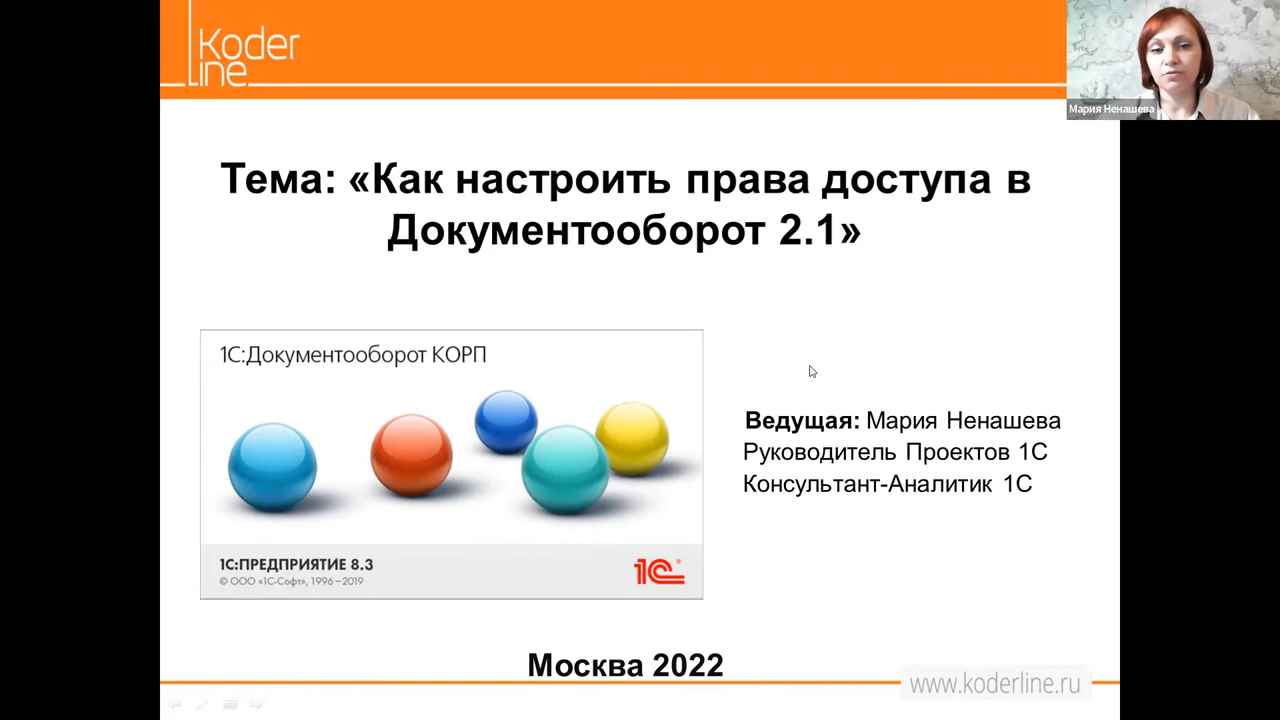 Koder
line
Мария Ненашева
Тема: «Как настроить права доступа в
Документооборот 2.1»
1С:Документооборот КОРП
Ведущая: Мария Ненашева
Руководитель Проектов 1С
Консультант-Аналитик 1С
1С:ПРЕДПРИЯТИЕ 8.3
© ООО «1С-Софт», 1996 – 2019
1С®
Москва 2022
www.koderline.ru